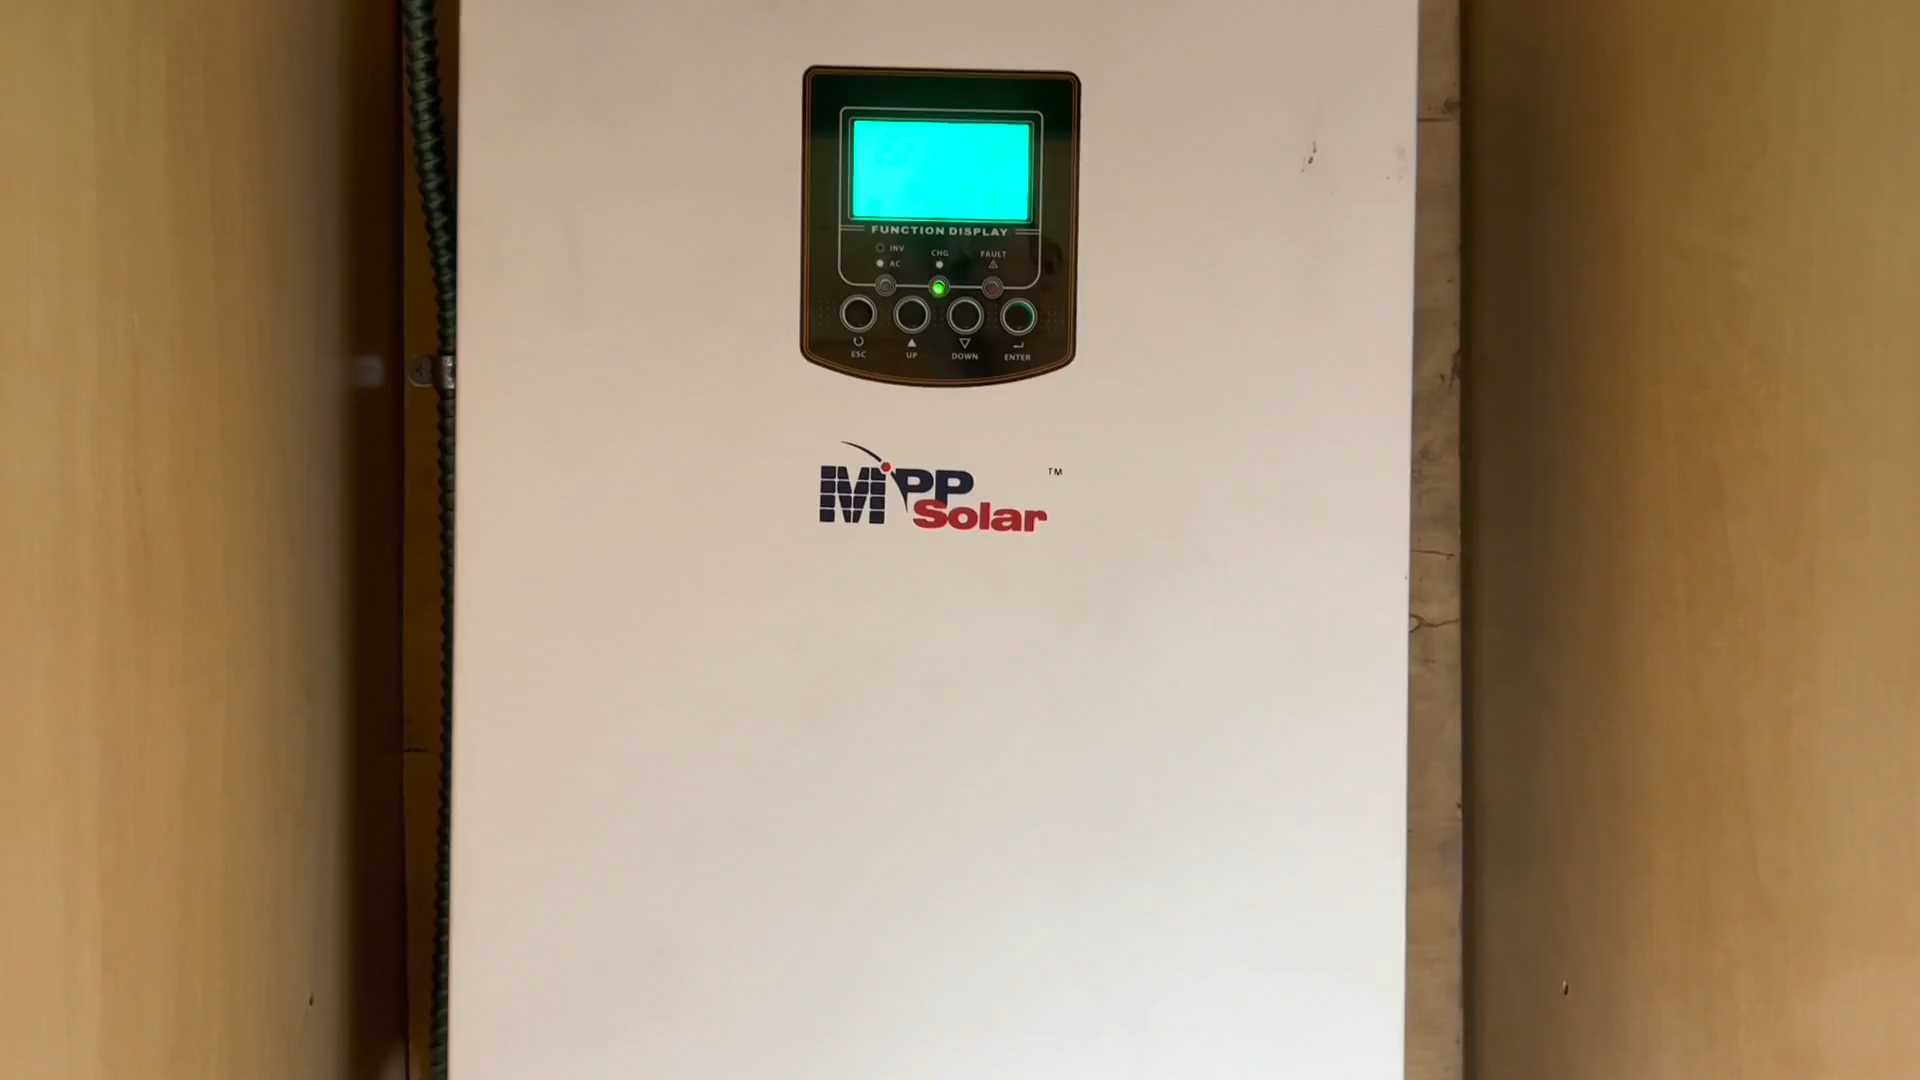 FUNCTION DISPLAY
INV
AC
CHG
FAULT
ESC
UP
DOWN
ENTER
MPP
Solar
TM